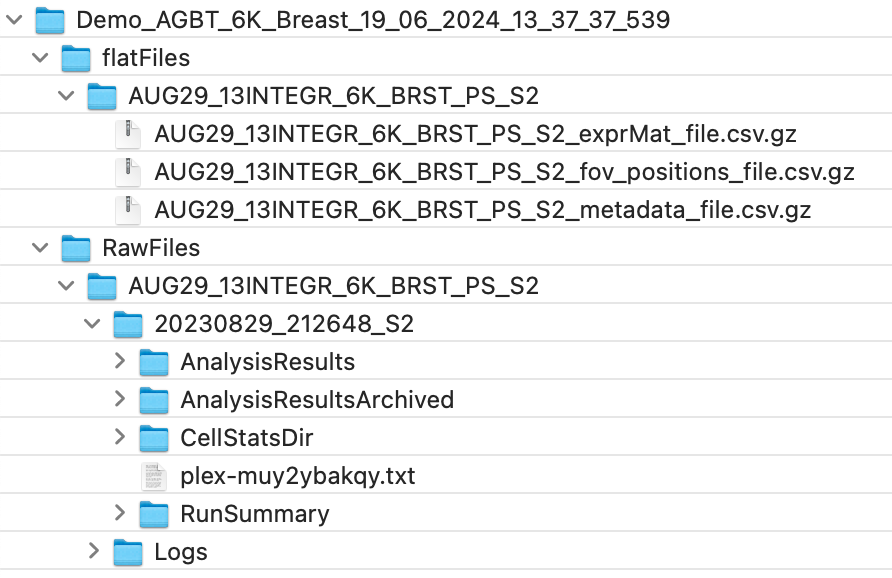 Demo_AGBT_6K_Breast_19_06_2024_13_37_37_539
flatFiles
AUG29_13INTEGR_6K_BRST_PS_S2
AUG29_13INTEGR_6K_BRST_PS_S2_exprMat_file.csv.gz
AUG29_13INTEGR_6K_BRST_PS_S2_fov_positions_file.csv.gz
AUG29_13INTEGR_6K_BRST_PS_S2_metadata_file.csv.gz
RawFiles
AUG29_13INTEGR_6K_BRST_PS_S2
20230829_212648_S2
AnalysisResults
AnalysisResultsArchived
CellStatsDir
plex-muy2ybakqy.txt
RunSummary
Logs